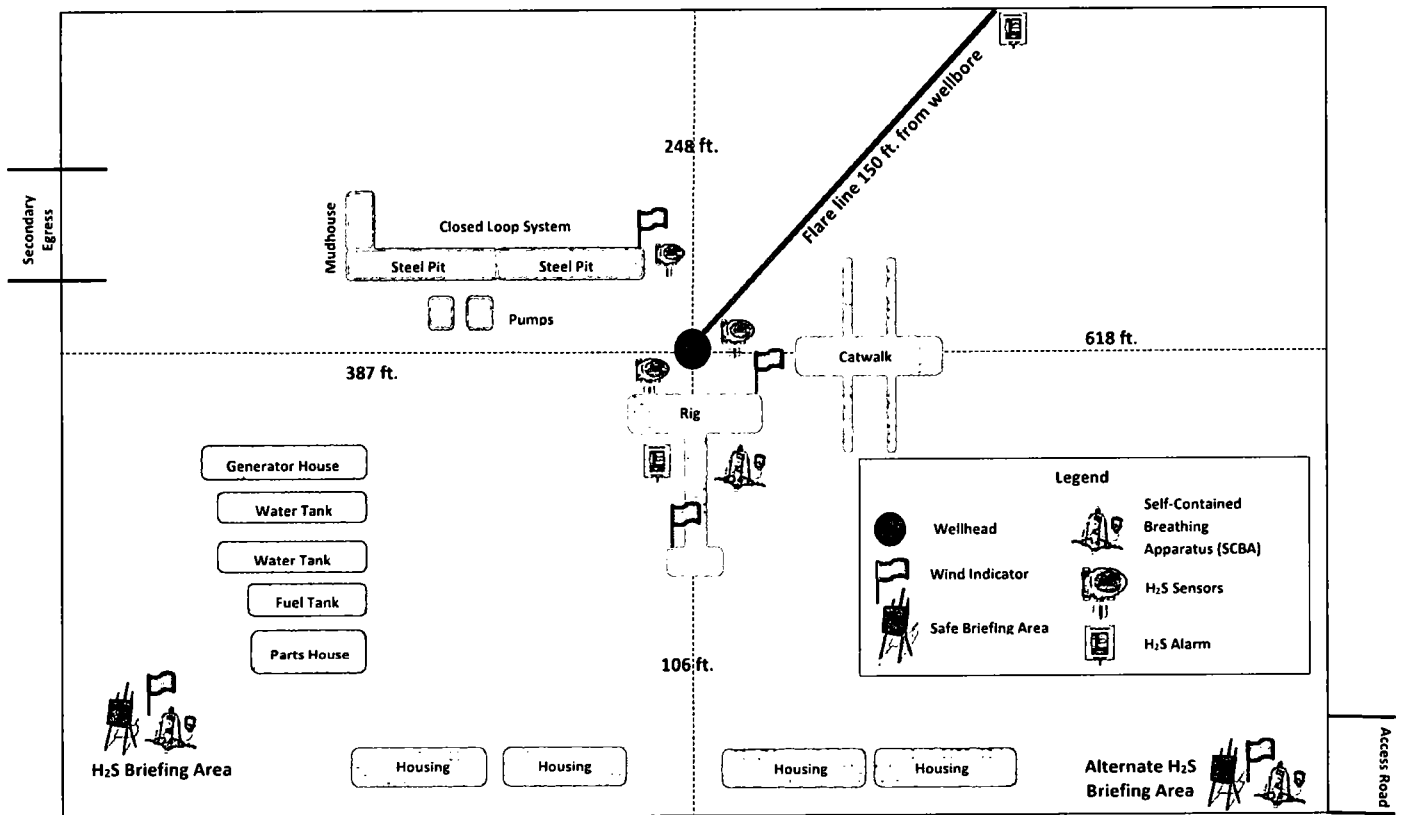 248 ft.
Flare line 150 ft. from wellbore
Secondary
Egress
Mudhouse
Closed Loop System
Steel Pit
Steel Pit
Pumps
387 ft.
618 ft.
Catwalk
Rig
Generator House
Water Tank
Water Tank
Fuel Tank
Parts House
106 ft.
Legend
Wellhead
Wind Indicator
Safe Briefing Area
Self-Contained
Breathing
Apparatus (SCBA)
H₂S Sensors
H₂S Alarm
H₂S Briefing Area
Housing
Housing
Housing
Housing
Alternate H₂S
Briefing Area
Access Road